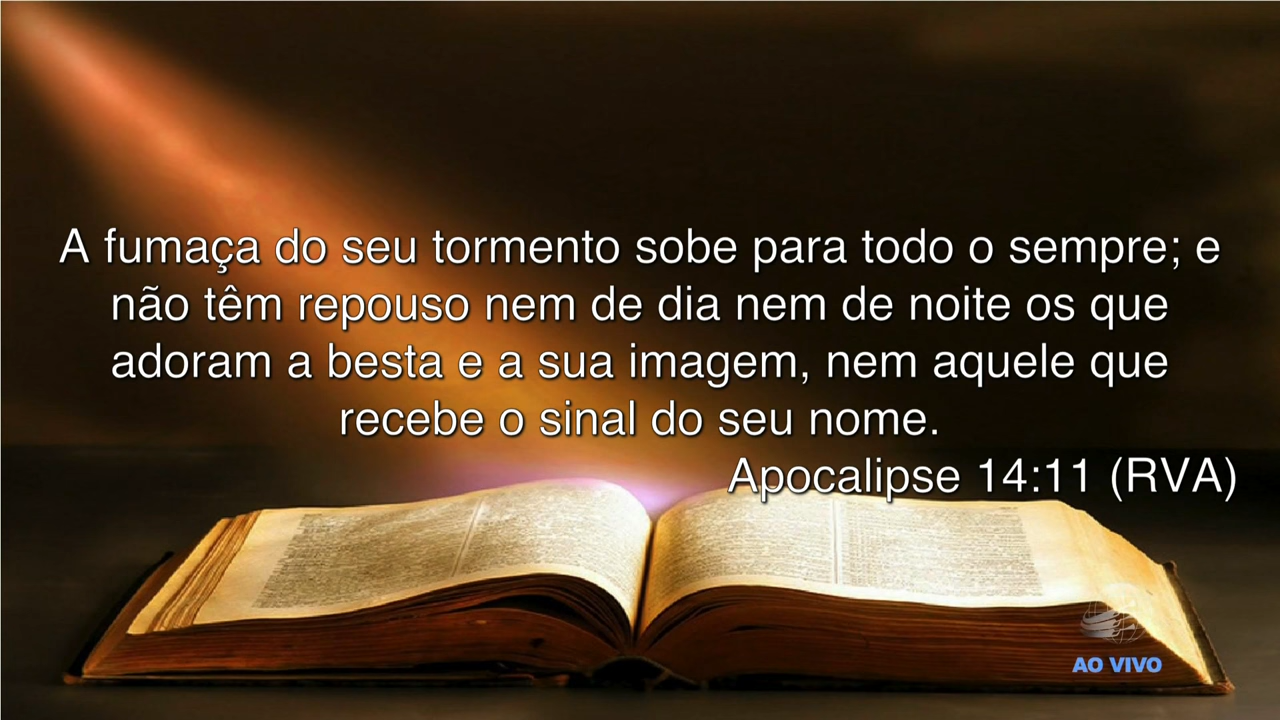 A fumaça do seu tormento sobe para todo o sempre; e
não têm repouso nem de dia nem de noite os que
adoram a besta e a sua imagem, nem aquele que
recebe o sinal do seu nome.
Apocalipse 14:11 (RVA)
AO VIVO